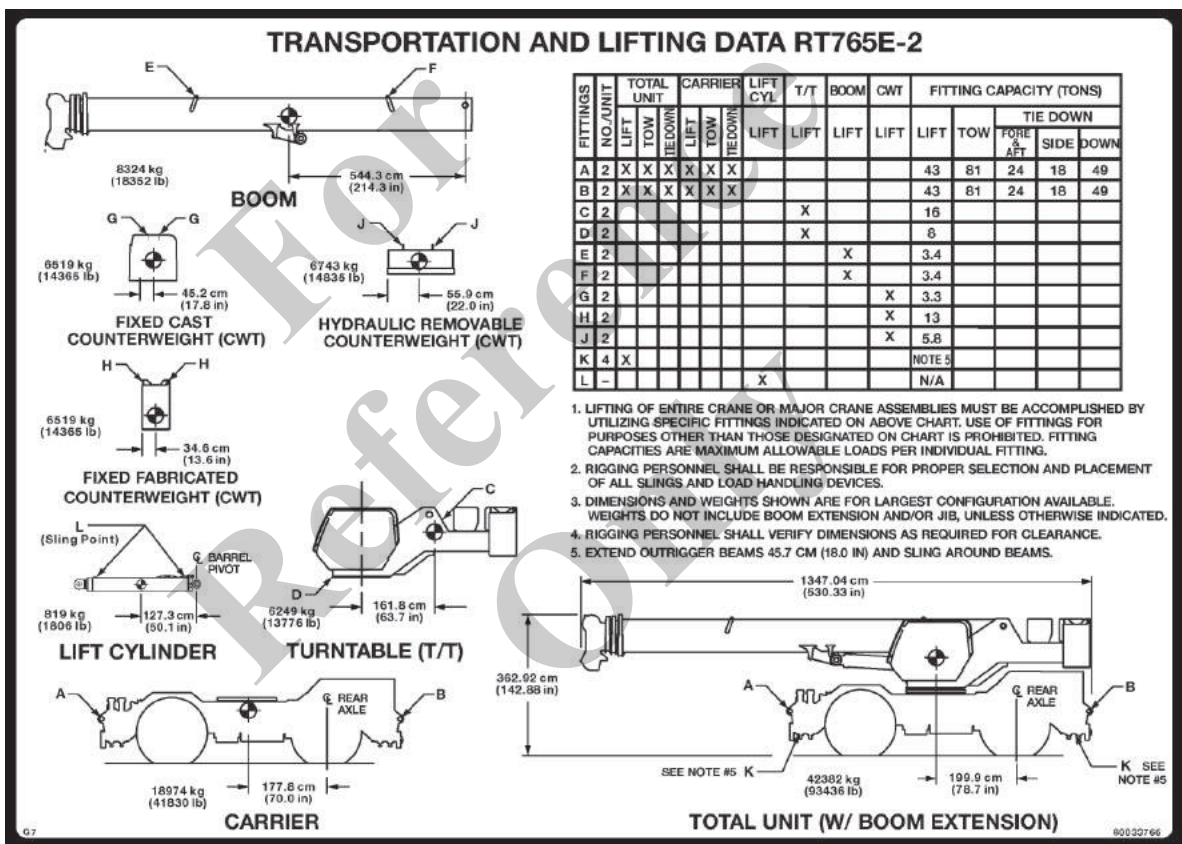 TRANSPORTATION AND LIFTING DATA RT765E-2
E
F
8324 kg
(18352 lb)
544.3 cm
(214.3 in)
BOOM
G G
6519 kg
(14365 lb)
45.2 cm
(17.8 in)
FIXED CAST
COUNTERWEIGHT (CWT)
J J
6743 kg
(14835 lb)
55.9 cm
(22.0 in)
HYDRAULIC REMOVABLE
COUNTERWEIGHT (CWT)
H H
6519 kg
(14365 lb)
34.6 cm
(13.6 in)
FIXED FABRICATED
COUNTERWEIGHT (CWT)
L
(Sling Point)
℄ BARREL
PIVOT
819 kg
(1806 lb)
127.3 cm
(50.1 in)
LIFT CYLINDER
C
D
6249 kg
(13776 lb)
161.8 cm
(63.7 in)
TURNTABLE (T/T)
A
B
℄ REAR
AXLE
18974 kg
(41830 lb)
177.8 cm
(70.0 in)
CARRIER
FITTINGS NO./UNIT TOTAL UNIT CARRIER LIFT CYL T/T BOOM CWT FITTING CAPACITY (TONS)
LIFT TOW TIE DOWN LIFT TOW TIE DOWN LIFT LIFT LIFT LIFT LIFT TOW TIE DOWN
FORE & AFT SIDE DOWN
A 2 X X X X X X 43 81 24 18 49
B 2 X X X X X X 43 81 24 18 49
C 2 X 16
D 2 X 8
E 2 X 3.4
F 2 X 3.4
G 2 X 3.3
H 2 X 13
J 2 X 5.8
K 4 X NOTE 5
L – X N/A
1. LIFTING OF ENTIRE CRANE OR MAJOR CRANE ASSEMBLIES MUST BE ACCOMPLISHED BY
UTILIZING SPECIFIC FITTINGS INDICATED ON ABOVE CHART. USE OF FITTINGS FOR
PURPOSES OTHER THAN THOSE DESIGNATED ON CHART IS PROHIBITED. FITTING
CAPACITIES ARE MAXIMUM ALLOWABLE LOADS PER INDIVIDUAL FITTING.
2. RIGGING PERSONNEL SHALL BE RESPONSIBLE FOR PROPER SELECTION AND PLACEMENT
OF ALL SLINGS AND LOAD HANDLING DEVICES.
3. DIMENSIONS AND WEIGHTS SHOWN ARE FOR LARGEST CONFIGURATION AVAILABLE.
WEIGHTS DO NOT INCLUDE BOOM EXTENSION AND/OR JIB, UNLESS OTHERWISE INDICATED.
4. RIGGING PERSONNEL SHALL VERIFY DIMENSIONS AS REQUIRED FOR CLEARANCE.
5. EXTEND OUTRIGGER BEAMS 45.7 CM (18.0 IN) AND SLING AROUND BEAMS.
1347.04 cm
(530.33 in)
362.92 cm
(142.88 in)
A
B
℄ REAR
AXLE
SEE NOTE #5 K
K SEE
NOTE #5
42382 kg
(93436 lb)
199.9 cm
(78.7 in)
TOTAL UNIT (W/ BOOM EXTENSION)
G7
80033766
For
Reference
Only